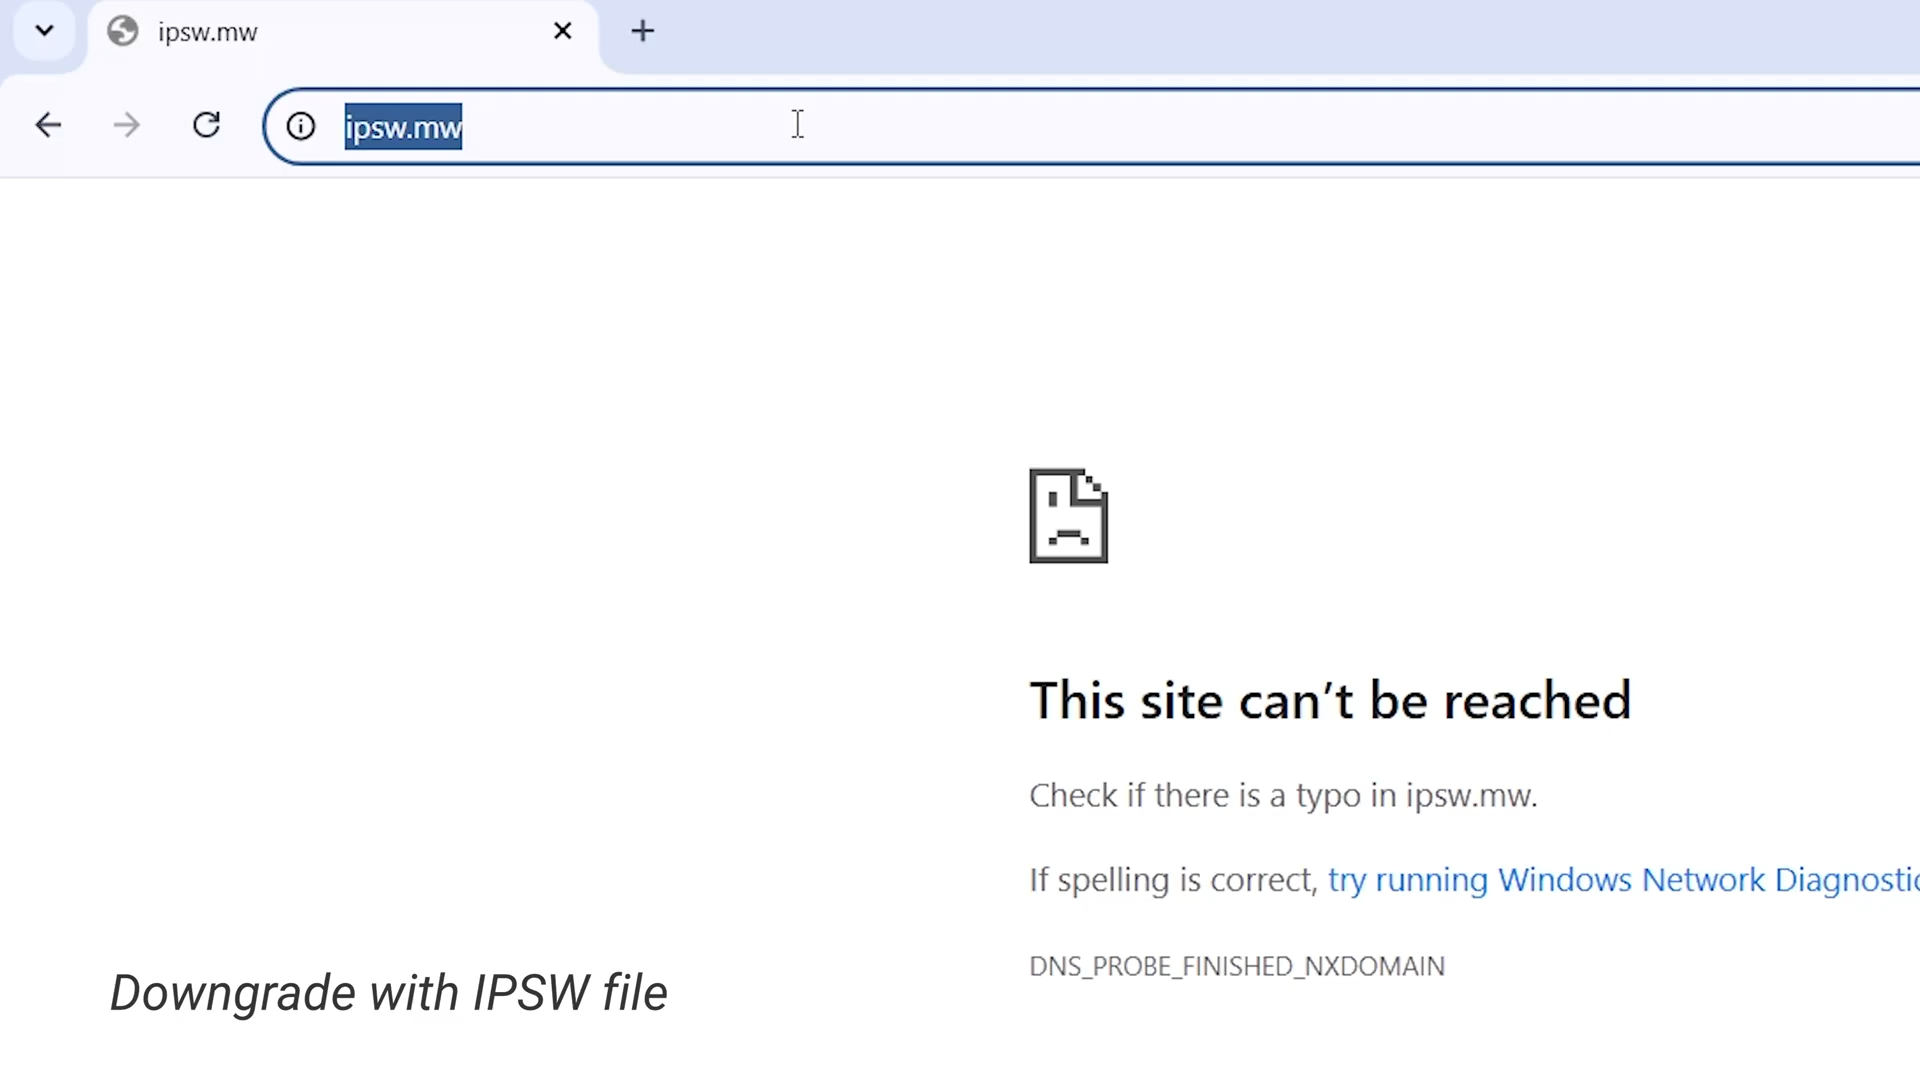 ipsw.mw
ipsw.mw
This site can’t be reached
Check if there is a typo in ipsw.mw.
If spelling is correct, try running Windows Network Diagnostic
DNS_PROBE_FINISHED_NXDOMAIN
Downgrade with IPSW file